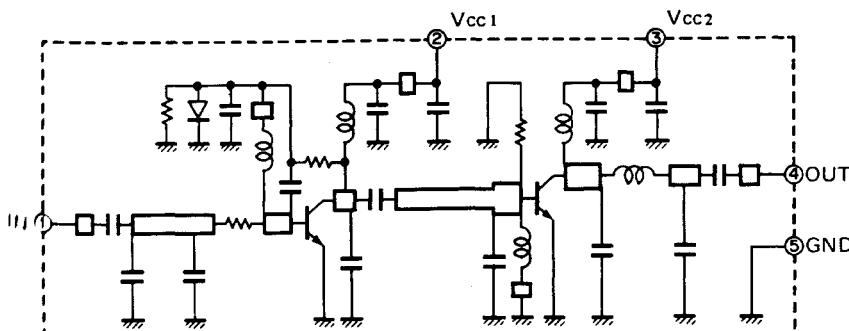 Vcc1
Vcc2
②
③
④OUT
⑤GND